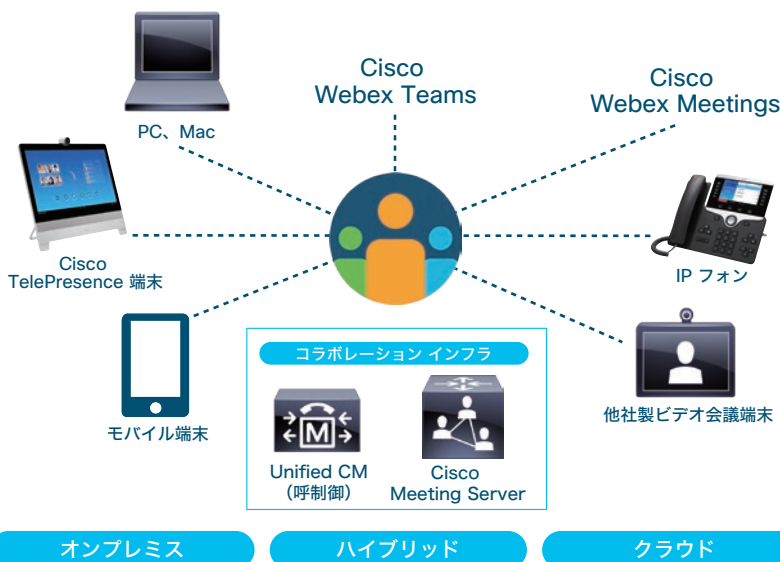 Cisco
Webex Teams
Cisco
Webex Meetings
PC、Mac
Cisco
TelePresence 端末
IP フォン
コラボレーション インフラ
モバイル端末
M
Unified CM
（呼制御）
Cisco
Meeting Server
他社製ビデオ会議端末
オンプレミス
ハイブリッド
クラウド